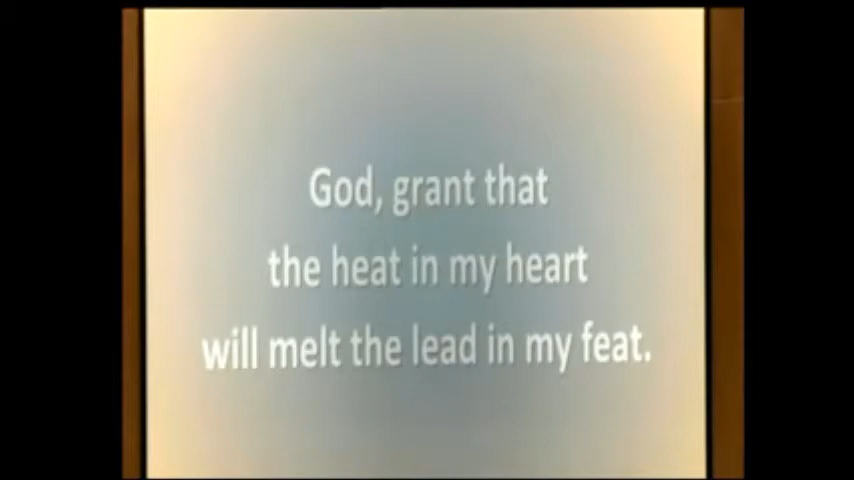 God, grant that
the heat in my heart
will melt the lead in my feat.